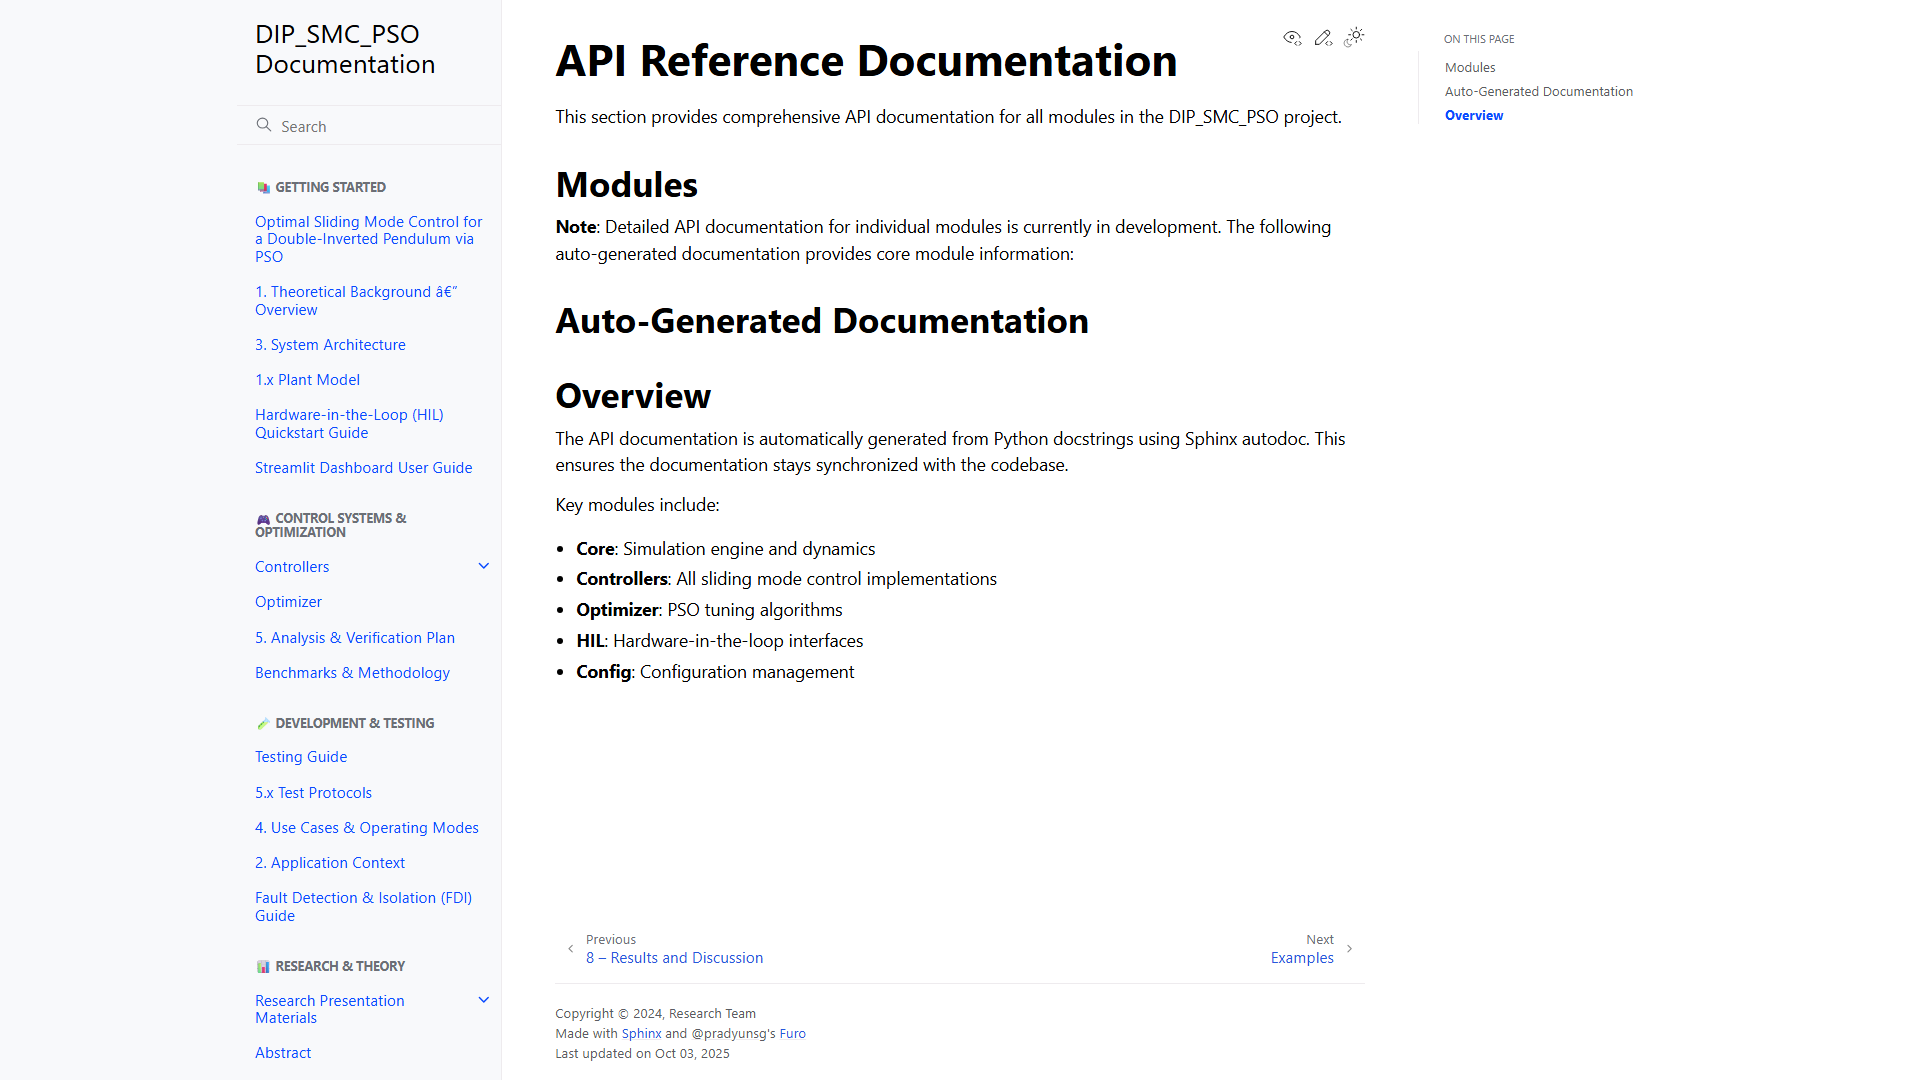 DIP_SMC_PSO
Documentation
Search
GETTING STARTED
Optimal Sliding Mode Control for
a Double-Inverted Pendulum via
PSO
1. Theoretical Background â€”
Overview
3. System Architecture
1.x Plant Model
Hardware-in-the-Loop (HIL)
Quickstart Guide
Streamlit Dashboard User Guide
CONTROL SYSTEMS &
OPTIMIZATION
Controllers
Optimizer
5. Analysis & Verification Plan
Benchmarks & Methodology
DEVELOPMENT & TESTING
Testing Guide
5.x Test Protocols
4. Use Cases & Operating Modes
2. Application Context
Fault Detection & Isolation (FDI)
Guide
RESEARCH & THEORY
Research Presentation
Materials
Abstract
API Reference Documentation
This section provides comprehensive API documentation for all modules in the DIP_SMC_PSO project.
Modules
Note: Detailed API documentation for individual modules is currently in development. The following
auto-generated documentation provides core module information:
Auto-Generated Documentation
Overview
The API documentation is automatically generated from Python docstrings using Sphinx autodoc. This
ensures the documentation stays synchronized with the codebase.
Key modules include:
• Core: Simulation engine and dynamics
• Controllers: All sliding mode control implementations
• Optimizer: PSO tuning algorithms
• HIL: Hardware-in-the-loop interfaces
• Config: Configuration management
Previous
8 – Results and Discussion
Next
Examples
Copyright © 2024, Research Team
Made with Sphinx and @pradyunsg's Furo
Last updated on Oct 03, 2025
ON THIS PAGE
Modules
Auto-Generated Documentation
Overview